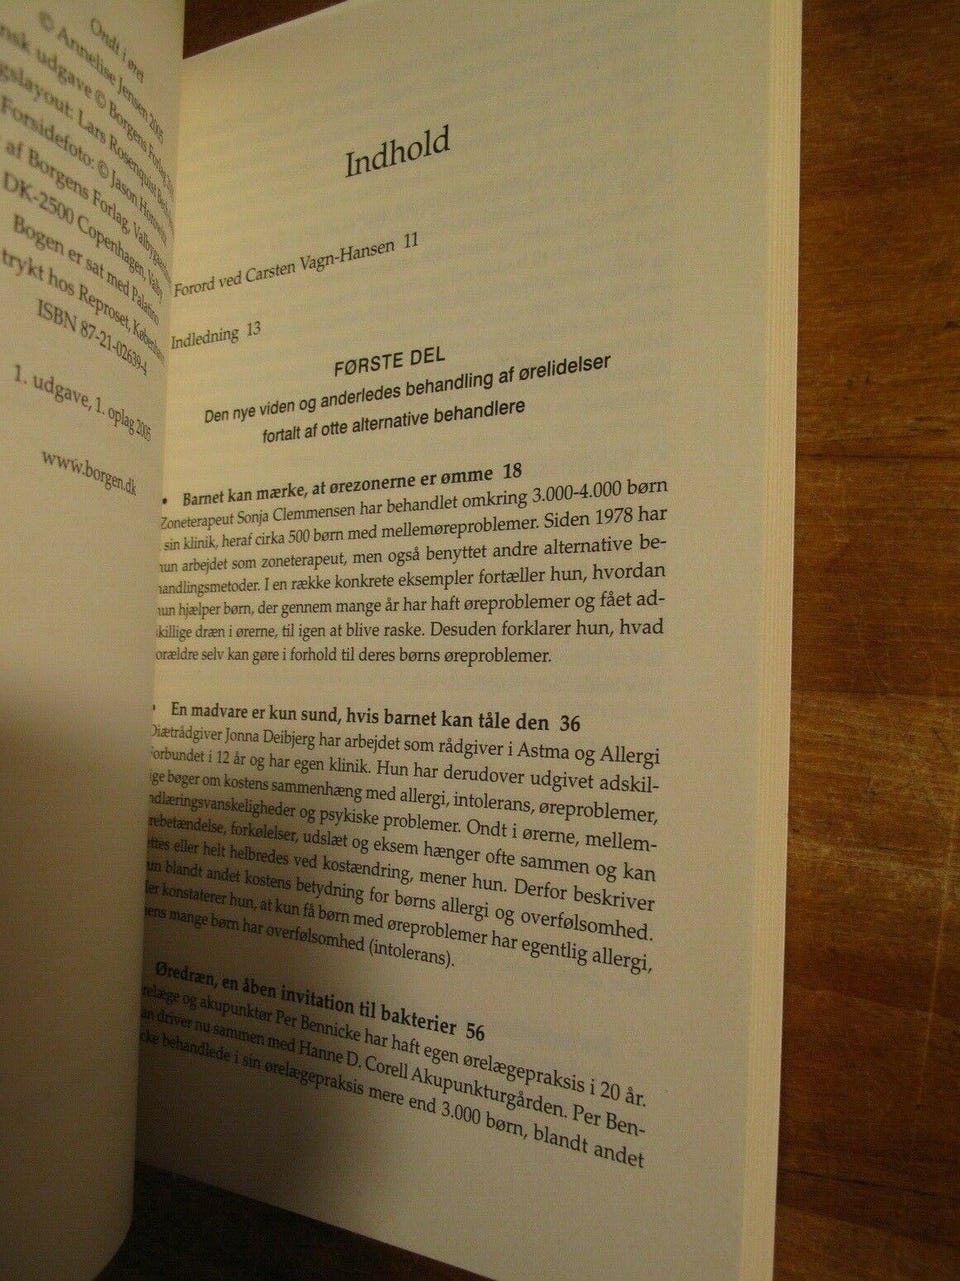 Ondt i øret
© Annelise Jensen 2005
nsk udgave © Borgens Forlag
gslayout: Lars Rosenquist
Forsidefoto: © Jason
af Borgens Forlag,
DK-2500 Copenhagen, Valby
Bogen er sat med Palatino
trykt hos Reproset, København
ISBN 87-21-02639-4
1. udgave, 1. oplag 2005
www.borgen.dk
Indhold
Forord ved Carsten Vagn-Hansen 11
Indledning 13
FØRSTE DEL
Den nye viden og anderledes behandling af ørelidelser
fortalt af otte alternative behandlere
• Barnet kan mærke, at ørezonerne er ømme 18
Zoneterapeut Sonja Clemmensen har behandlet omkring 3.000-4.000 børn
sin klinik, heraf cirka 500 børn med mellemøreproblemer. Siden 1978 har
hun arbejdet som zoneterapeut, men også benyttet andre alternative be-
handlingsmetoder. I en række konkrete eksempler fortæller hun, hvordan
hun hjælper børn, der gennem mange år har haft øreproblemer og fået ad-
skillige dræn i ørerne, til igen at blive raske. Desuden forklarer hun, hvad
orældre selv kan gøre i forhold til deres børns øreproblemer.
• En madvare er kun sund, hvis barnet kan tåle den 36
Diætrådgiver Jonna Deibjerg har arbejdet som rådgiver i Astma og Allergi
Forbundet i 12 år og har egen klinik. Hun har derudover udgivet adskil-
ige bøger om kostens sammenhæng med allergi, intolerans, øreproblemer,
ndlæringsvanskeligheder og psykiske problemer. Ondt i ørerne, mellem-
rebetændelse, forkølelser, udslæt og eksem hænger ofte sammen og kan
ettes eller helt helbredes ved kostændring, mener hun. Derfor beskriver
un blandt andet kostens betydning for børns allergi og overfølsomhed.
er konstaterer hun, at kun få børn med øreproblemer har egentlig allergi,
ens mange børn har overfølsomhed (intolerans).
Øredræn, en åben invitation til bakterier 56
relæge og akupunktør Per Bennicke har haft egen ørelægepraksis i 20 år.
an driver nu sammen med Hanne D. Corell Akupunkturgården. Per Ben-
cke behandlede i sin ørelægepraksis mere end 3.000 børn, blandt andet